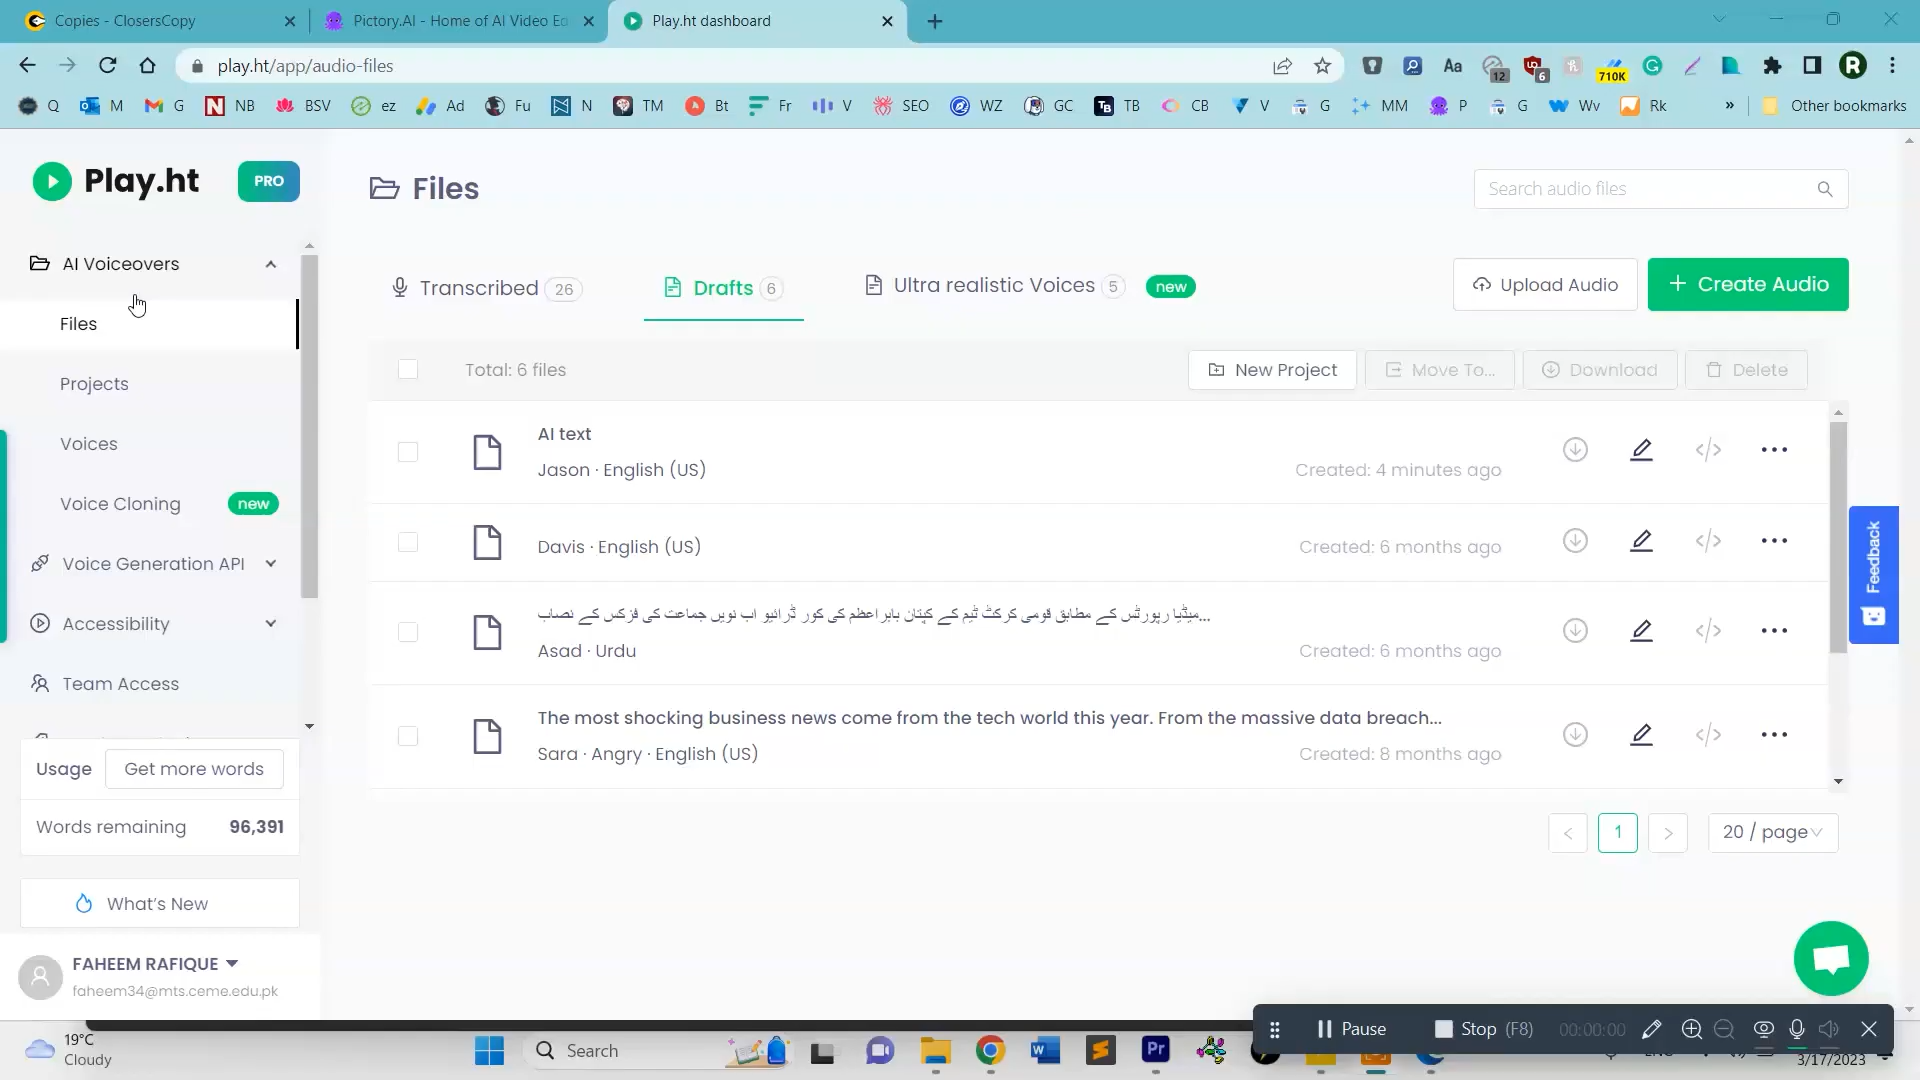 Copies - ClosersCopy
Pictory.AI - Home of AI Video Ed
Play.ht dashboard
play.ht/app/audio-files
Aa
12
6
710K
R
Q M G NB BSV ez Ad Fu N TM Bt Fr V SEO WZ GC TB TB CB V G MM P G Wv Rk » Other bookmarks
Play.ht PRO
Files
Search audio files
AI Voiceovers
Files
Projects
Voices
Voice Cloning new
Voice Generation API
Accessibility
Team Access
Usage Get more words
Words remaining 96,391
What's New
FAHEEM RAFIQUE
faheem34@mts.ceme.edu.pk
Transcribed 26
Drafts 6
Ultra realistic Voices 5 new
Upload Audio
+ Create Audio
Total: 6 files
New Project
Move To...
Download
Delete
AI text
Jason · English (US)
Created: 4 minutes ago
Davis · English (US)
Created: 6 months ago
میڈیا رپورٹس کے مطابق قومی کرکٹ ٹیم کے کپتان بابراعظم کی کور ڈرائیو اب نویں جماعت کی فزکس کے نصاب...
Asad · Urdu
Created: 6 months ago
The most shocking business news come from the tech world this year. From the massive data breach...
Sara · Angry · English (US)
Created: 8 months ago
< 1 > 20 / page
Feedback
Pause
Stop (F8)
00:00:00
19°C
Cloudy
Search
Pr
3/17/2023